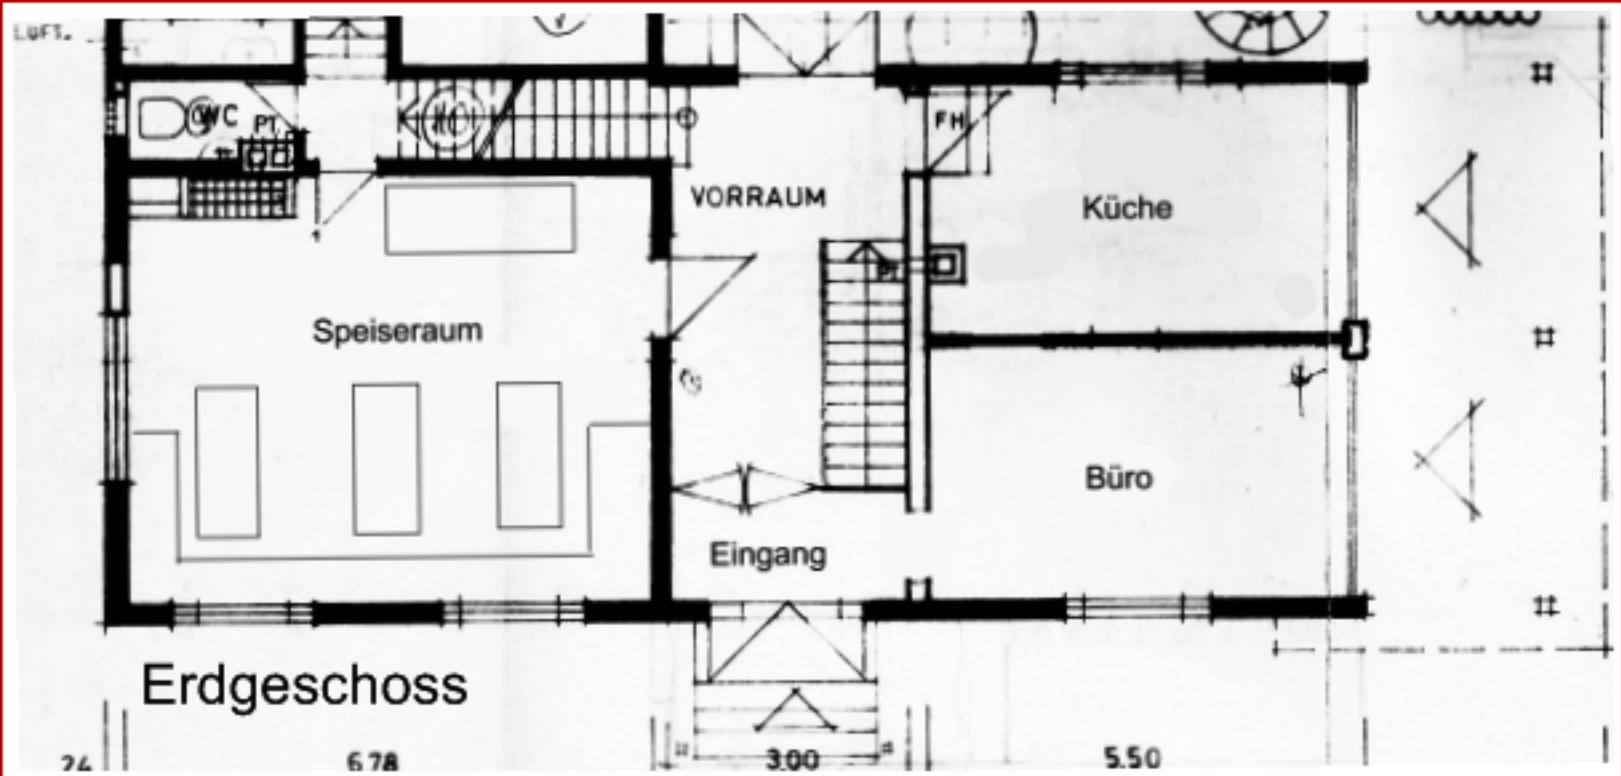 LUFT.
WC
PT
FH
VORRAUM
Küche
Speiseraum
Büro
Eingang
Erdgeschoss
24
6.78
3.00
5.50